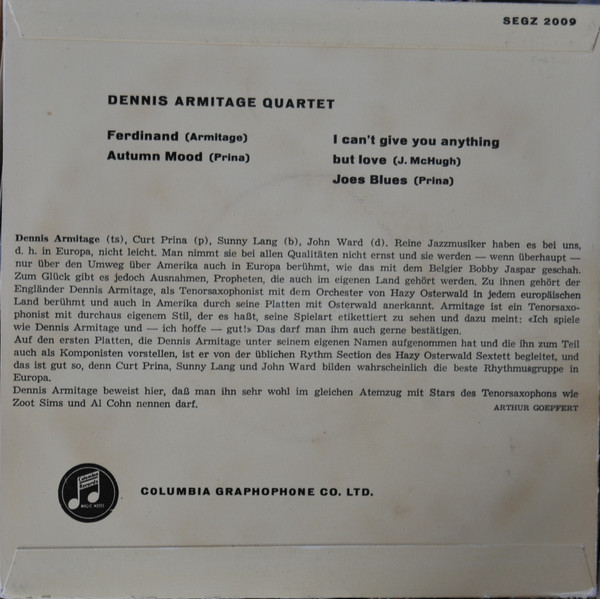 SEGZ 2009
DENNIS ARMITAGE QUARTET
Ferdinand (Armitage)
Autumn Mood (Prina)
I can't give you anything
but love (J. McHugh)
Joes Blues (Prina)
Dennis Armitage (ts), Curt Prina (p), Sunny Lang (b), John Ward (d). Reine Jazzmusiker haben es bei uns,
d. h. in Europa, nicht leicht. Man nimmt sie bei allen Qualitäten nicht ernst und sie werden — wenn überhaupt —
nur über den Umweg über Amerika auch in Europa berühmt, wie das mit dem Belgier Bobby Jaspar geschah.
Zum Glück gibt es jedoch Ausnahmen, Propheten, die auch im eigenen Land gehört werden. Zu ihnen gehört der
Engländer Dennis Armitage, als Tenorsaxophonist mit dem Orchester von Hazy Osterwald in jedem europäischen
Land berühmt und auch in Amerika durch seine Platten mit Osterwald anerkannt. Armitage ist ein Tenorsaxo-
phonist mit durchaus eigenem Stil, der es haßt, seine Spielart etikettiert zu sehen und dazu meint: «Ich spiele
wie Dennis Armitage und — ich hoffe — gut!» Das darf man ihm auch gerne bestätigen.
Auf den ersten Platten, die Dennis Armitage unter seinem eigenen Namen aufgenommen hat und die ihn zum Teil
auch als Komponisten vorstellen, ist er von der üblichen Rythm Section des Hazy Osterwald Sextett begleitet, und
das ist gut so, denn Curt Prina, Sunny Lang und John Ward bilden wahrscheinlich die beste Rhythmusgruppe in
Europa.
Dennis Armitage beweist hier, daß man ihn sehr wohl im gleichen Atemzug mit Stars des Tenorsaxophons wie
Zoot Sims und Al Cohn nennen darf.
ARTHUR GOEPFERT
Columbia
Records
MAGIC NOTES
COLUMBIA GRAPHOPHONE CO. LTD.